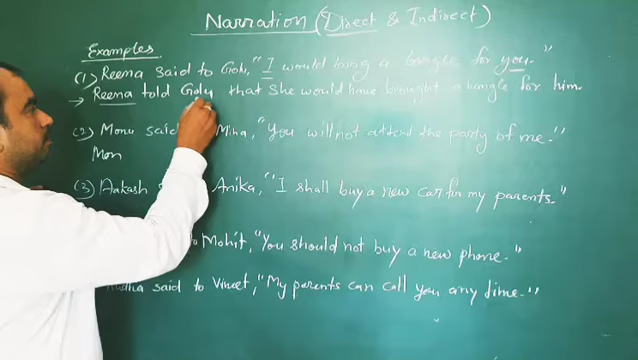 Narration (Direct & Indirect)
Examples
(1) Reena said to Golu, "I would bring a bangle for you."
→ Reena told Golu that she would have brought a bangle for him.
(2) Monu said Mina, "You will not attend the party of me."
Mon
(3) Aakash Anika, "I shall buy a new car for my parents."
to Mohit, "You should not buy a new phone."
said to Vineet, "My parents can call you any time."